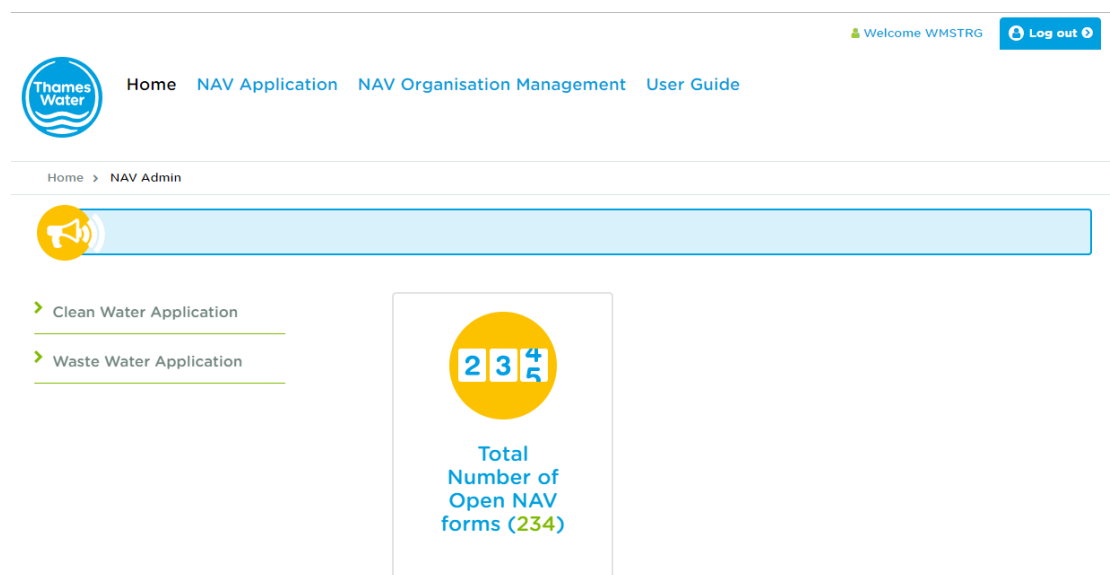 Welcome WMSTRG
Log out
Thames
Water
Home NAV Application NAV Organisation Management User Guide
Home > NAV Admin
Clean Water Application
Waste Water Application
2 3 4
5
Total
Number of
Open NAV
forms (234)